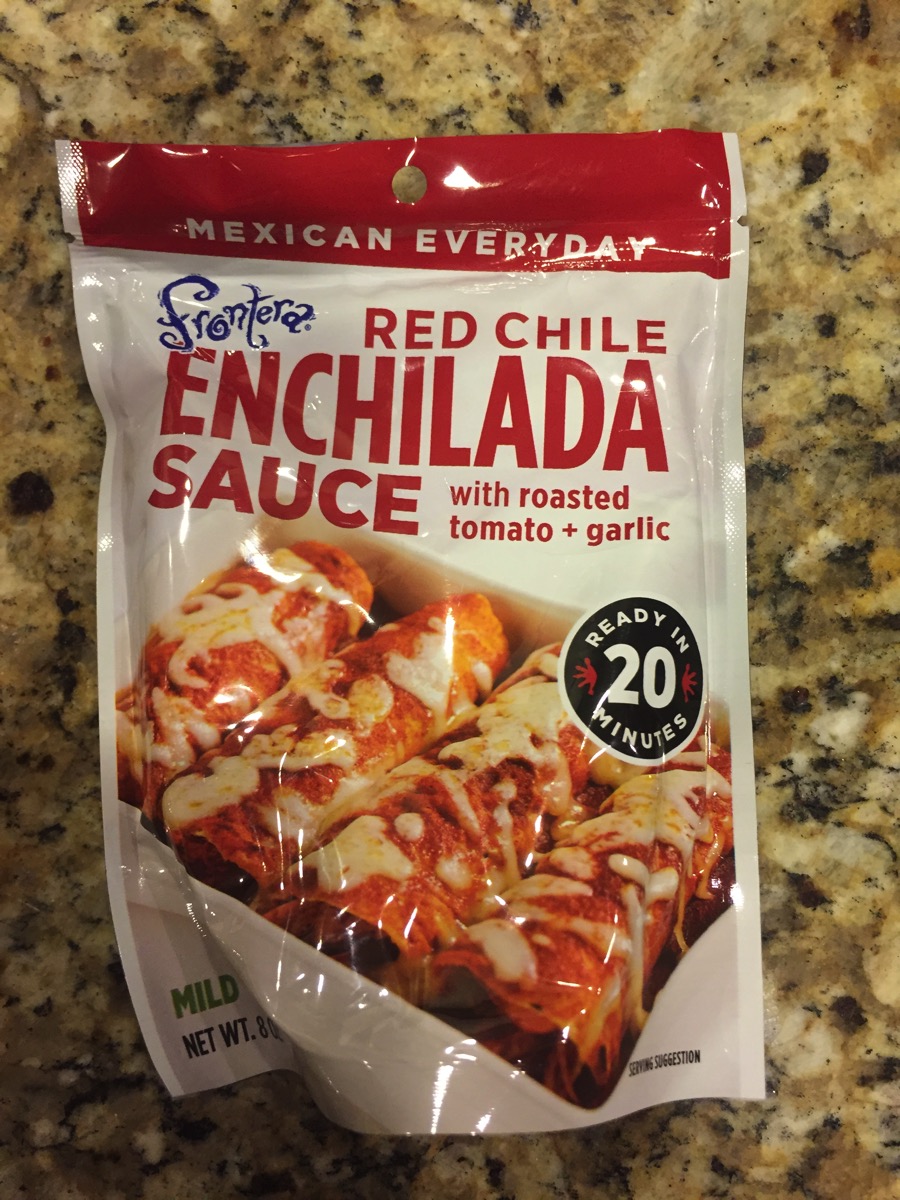 MEXICAN EVERYDAY
frontera®
RED CHILE
ENCHILADA
SAUCE
with roasted
tomato + garlic
READY IN
20
MINUTES
MILD
NET WT. 8
SERVING SUGGESTION